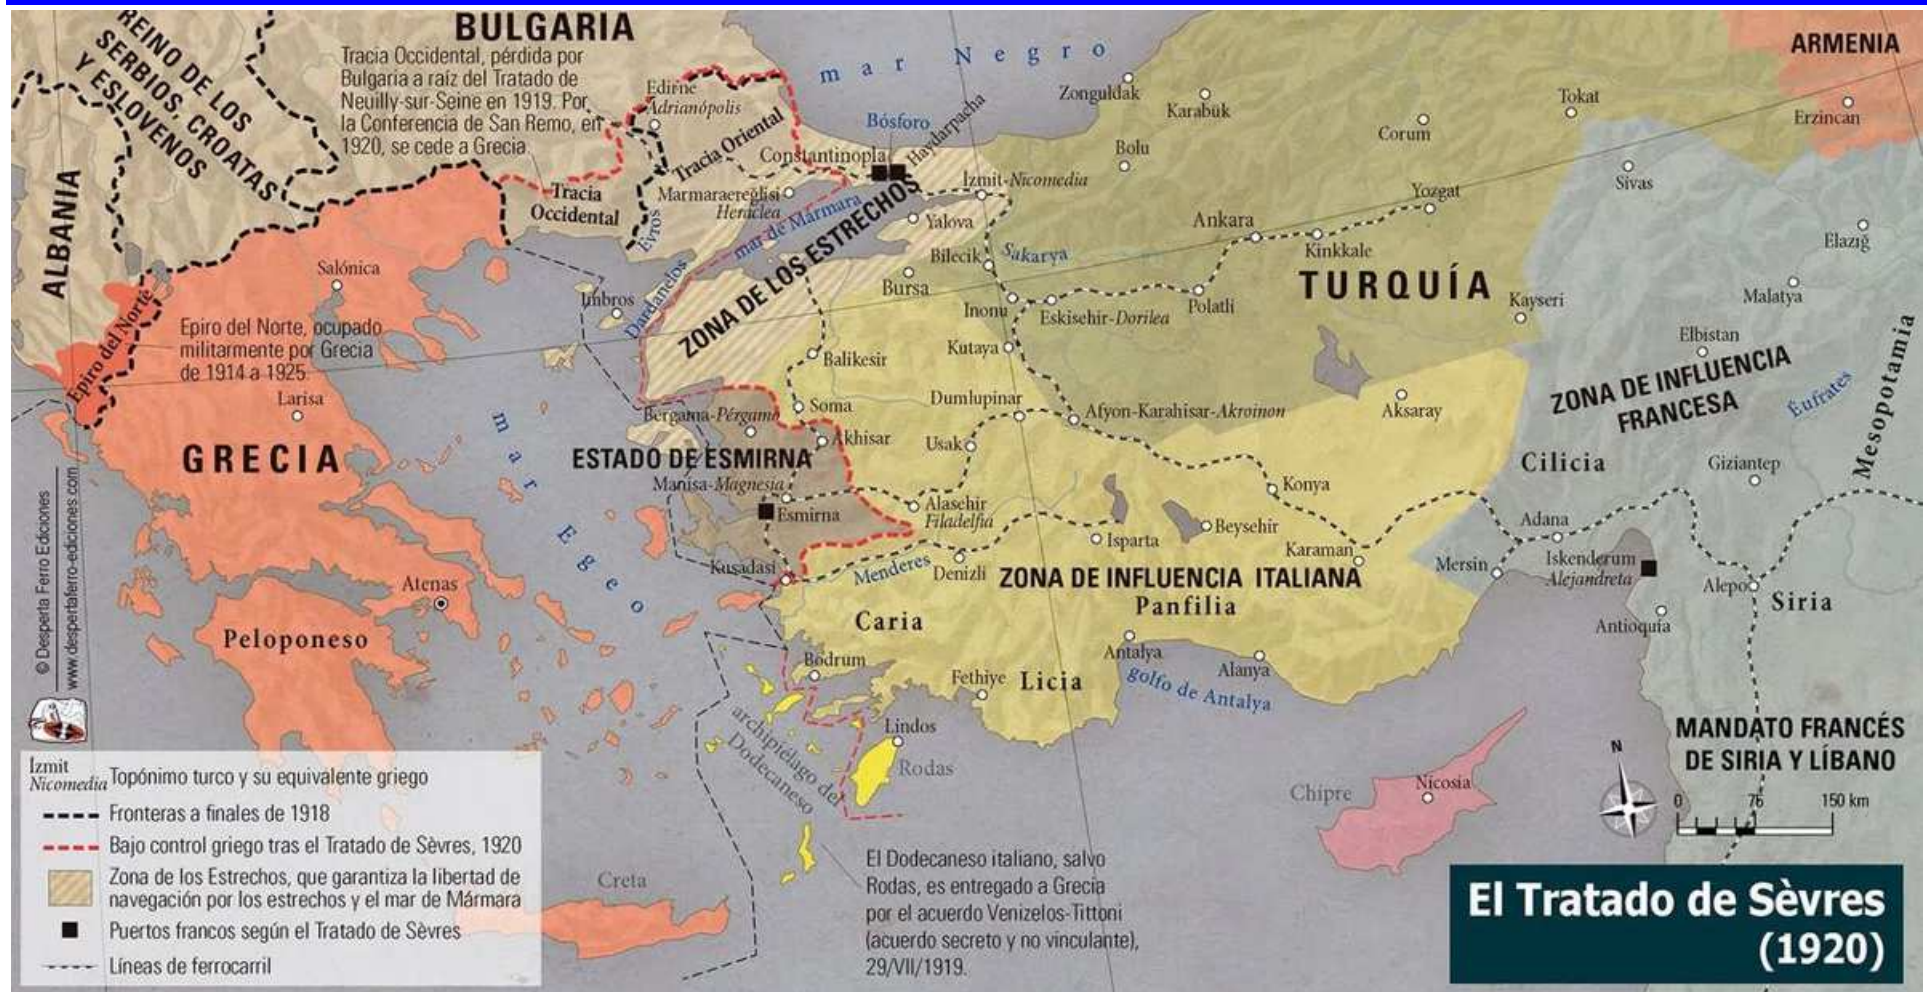 REINO DE LOS
SERBIOS, CROATAS
Y ESLOVENOS
BULGARIA
Tracia Occidental, pérdida por
Bulgaria a raíz del Tratado de
Neuilly-sur-Seine en 1919. Por
la Conferencia de San Remo, en
1920, se cede a Grecia.
Edirne
Adrianópolis
Tracia Oriental
mar Negro
Bósforo
Haydarpacha
Constantinopla
Zonguldak
Karabük
Bolu
Corum
Tokat
ARMENIA
Erzincan
Sivas
Elazığ
Malatya
ALBANIA
Tracia
Occidental
Evros
Marmaraereğlisi
Heraclea
mar de Mármara
Yalova
İzmit-Nicomedia
Bilecik
Sakarya
Ankara
Kinkkale
Yozgat
TURQUÍA
Kayseri
Elbistan
Salónica
Imbros
Dardanelos
ZONA DE LOS ESTRECHOS
Bursa
Inonu
Eskisehir-Dorilea
Polatli
Kutaya
Epiro del Norte
Epiro del Norte, ocupado
militarmente por Grecia
de 1914 a 1925.
Larisa
GRECIA
Balikesir
Soma
Bergama-Pérgamo
Akhisar
ESTADO DE ESMIRNA
Manisa-Magnesia
Esmirna
Dumlupinar
Usak
Afyon-Karahisar-Akroinon
Aksaray
ZONA DE INFLUENCIA
FRANCESA
Éufrates
Mesopotamia
Cilicia
Giziantep
mar Egeo
Alasehir
Filadelfia
Konya
Beysehir
Isparta
Karaman
Adana
Mersin
Iskenderum
Alejandreta
Alepo
Siria
Antioquía
Kusadasi
Menderes
Denizli
ZONA DE INFLUENCIA ITALIANA
Panfilia
Caria
Atenas
Peloponeso
Bodrum
Fethiye
Licia
Antalya
Alanya
golfo de Antalya
Lindos
Rodas
archipiélago del
Dodecaneso
Creta
Chipre
Nicosia
MANDATO FRANCÉS
DE SIRIA Y LÍBANO
N
0 76 150 km
© Desperta Ferro Ediciones
www.despertaferro-ediciones.com
İzmit
Nicomedia Topónimo turco y su equivalente griego
Fronteras a finales de 1918
Bajo control griego tras el Tratado de Sèvres, 1920
Zona de los Estrechos, que garantiza la libertad de
navegación por los estrechos y el mar de Mármara
Puertos francos según el Tratado de Sèvres
Líneas de ferrocarril
El Dodecaneso italiano, salvo
Rodas, es entregado a Grecia
por el acuerdo Venizelos-Tittoni
(acuerdo secreto y no vinculante),
29/VII/1919.
El Tratado de Sèvres
(1920)